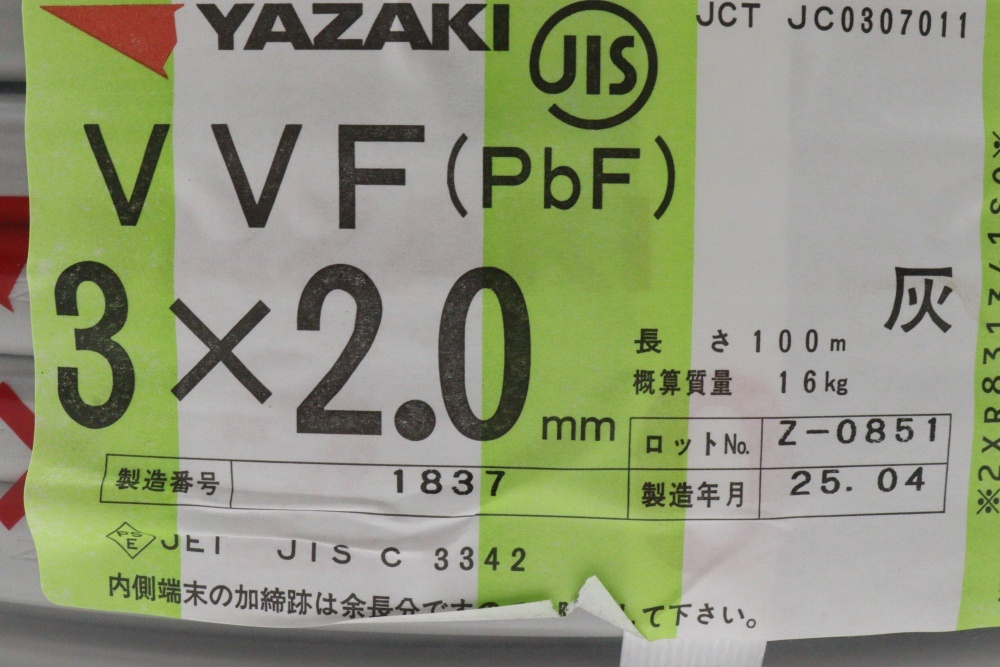 YAZAKI
JIS
JCT JC0307011
VVF(PbF)
3×2.0mm
灰
長さ100m
概算質量 16kg
ロットNo. Z-0851
製造番号 1837
製造年月 25.04
PS E JET JIS C 3342
内側端末の加締跡は余長分です して下さい。